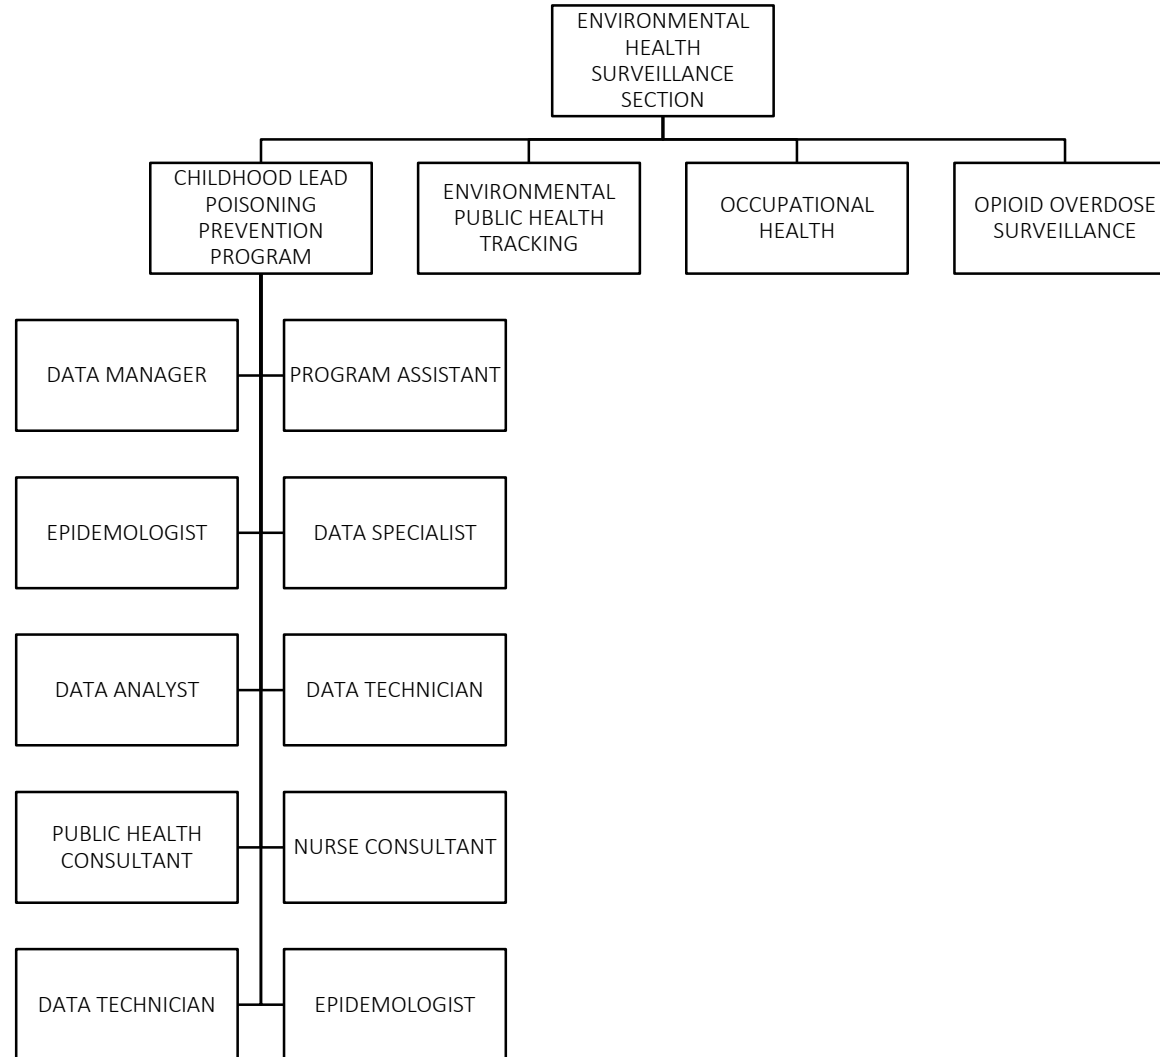 ENVIRONMENTAL
HEALTH
SURVEILLANCE
SECTION
CHILDHOOD LEAD
POISONING
PREVENTION
PROGRAM
ENVIRONMENTAL
PUBLIC HEALTH
TRACKING
OCCUPATIONAL
HEALTH
OPIOID OVERDOSE
SURVEILLANCE
DATA MANAGER
PROGRAM ASSISTANT
EPIDEMOLOGIST
DATA SPECIALIST
DATA ANALYST
DATA TECHNICIAN
PUBLIC HEALTH
CONSULTANT
NURSE CONSULTANT
DATA TECHNICIAN
EPIDEMOLOGIST